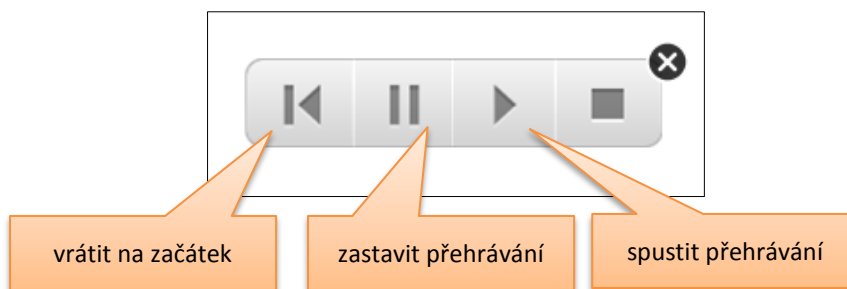 vrátit na začátek
zastavit přehrávání
spustit přehrávání